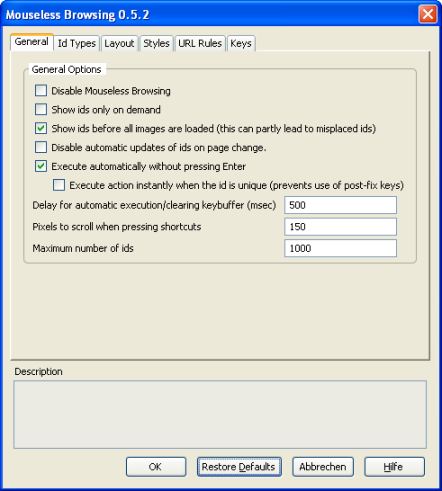 Mouseless Browsing 0.5.2
General Id Types Layout Styles URL Rules Keys
General Options
Disable Mouseless Browsing
Show ids only on demand
Show ids before all images are loaded (this can partly lead to misplaced ids)
Disable automatic updates of ids on page change.
Execute automatically without pressing Enter
Execute action instantly when the id is unique (prevents use of post-fix keys)
Delay for automatic execution/clearing keybuffer (msec) 500
Pixels to scroll when pressing shortcuts 150
Maximum number of ids 1000
Description
OK Restore Defaults Abbrechen Hilfe